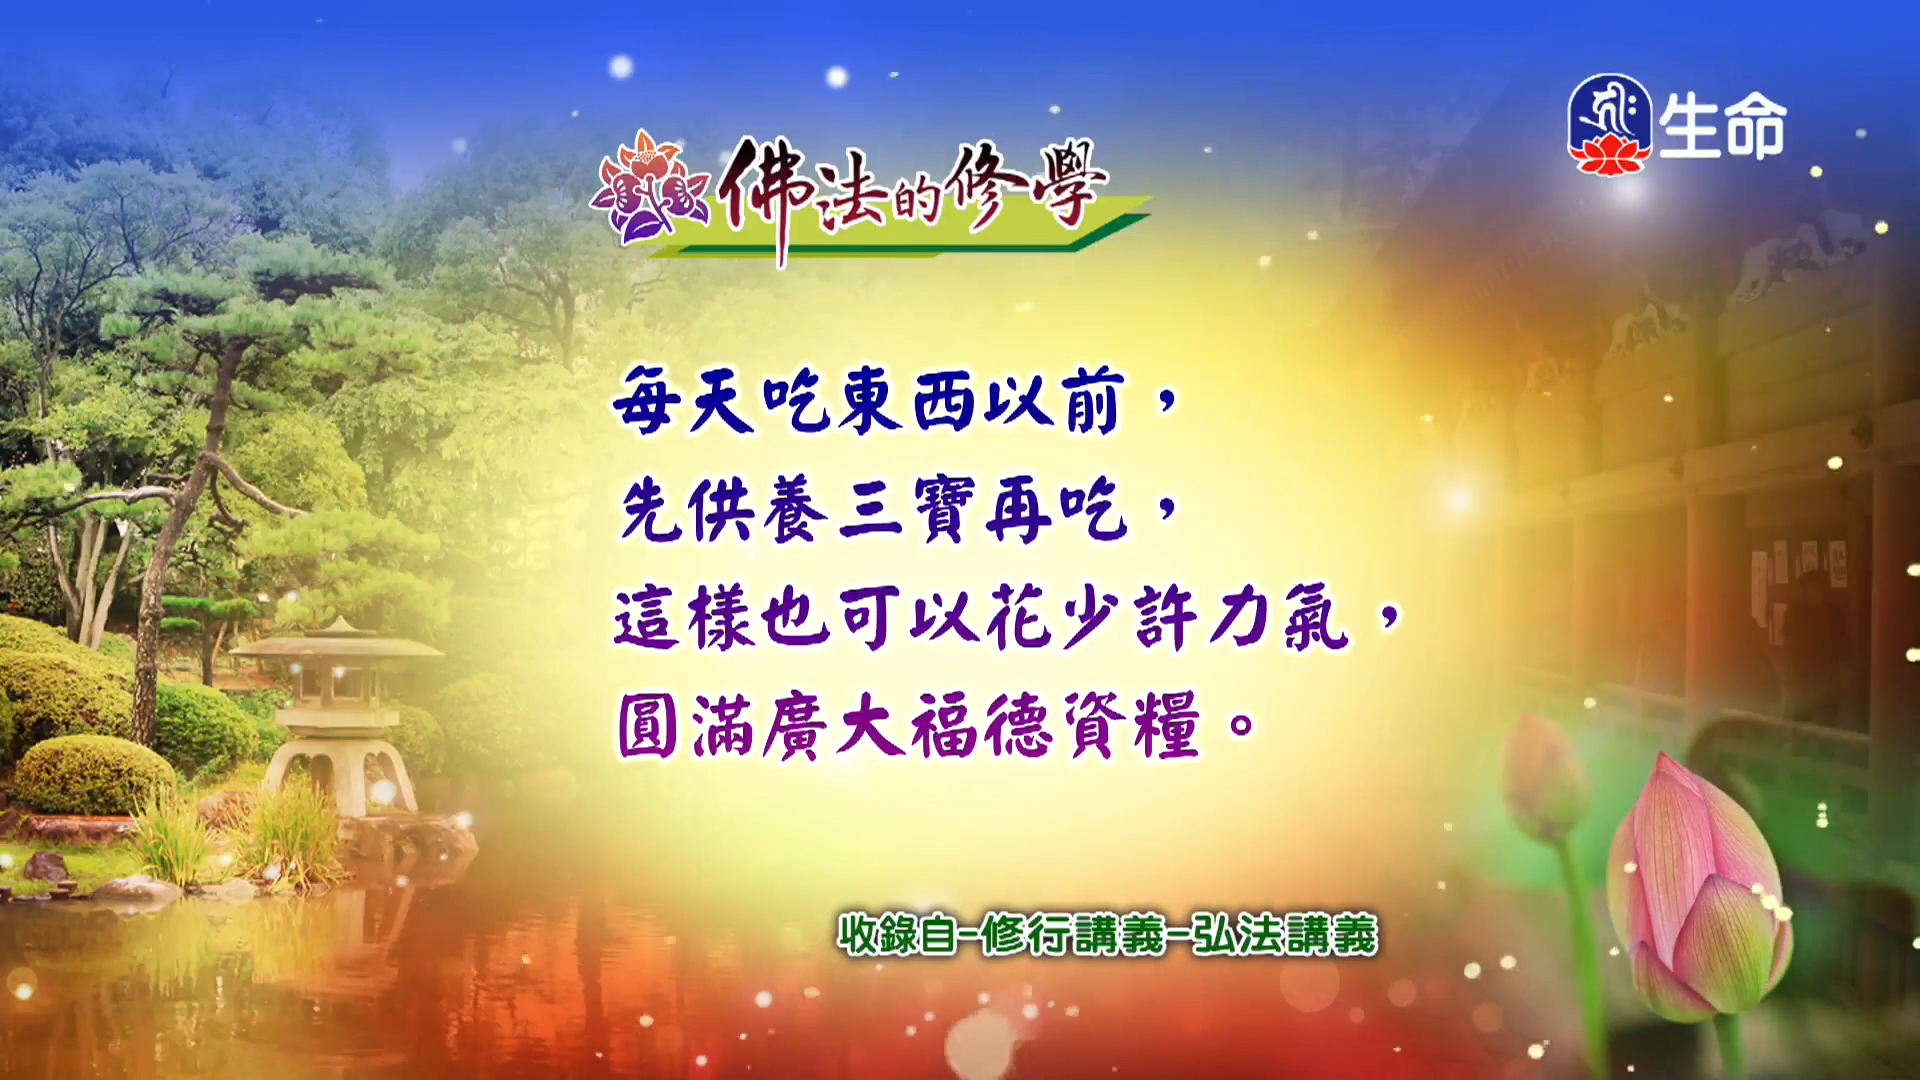 生命
佛法的修學
每天吃東西以前，
先供養三寶再吃，
這樣也可以花少許力氣，
圓滿廣大福德資糧。
收錄自-修行講義-弘法講義